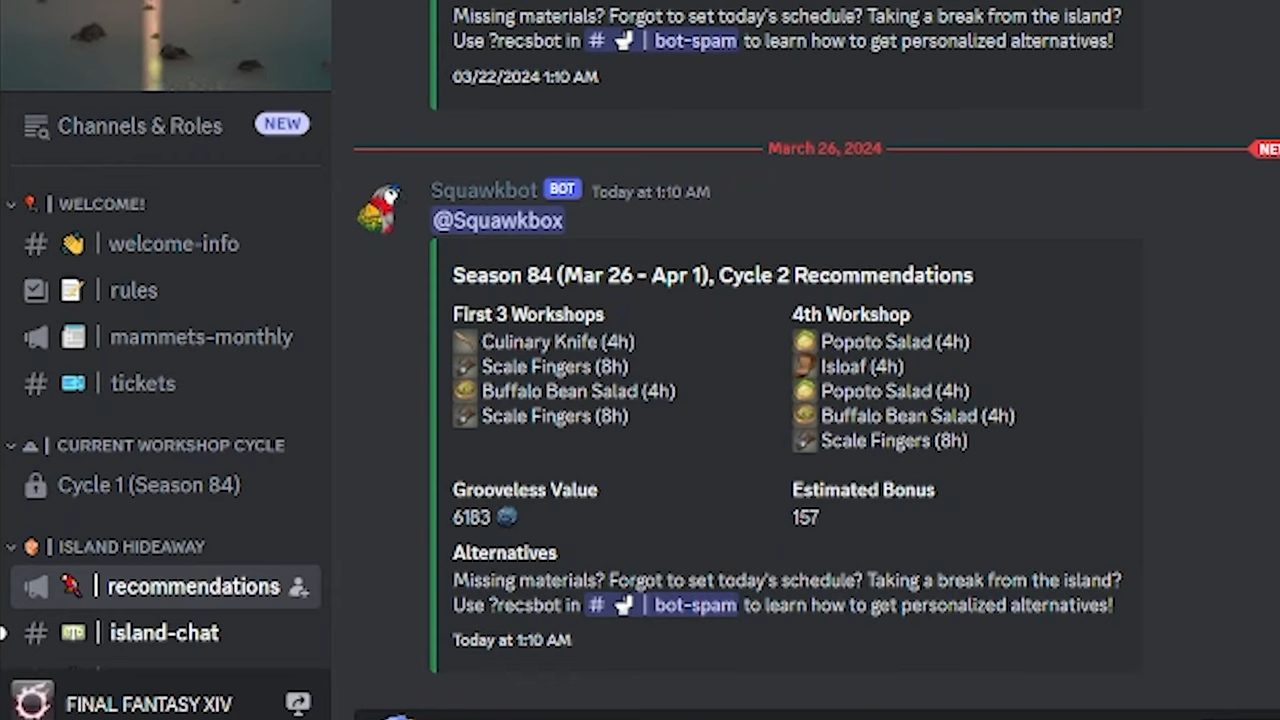 Channels & Roles NEW
WELCOME!
welcome-info
rules
mammets-monthly
tickets
CURRENT WORKSHOP CYCLE
Cycle 1 (Season 84)
ISLAND HIDEAWAY
recommendations
island-chat
FINAL FANTASY XIV
Missing materials? Forgot to set today's schedule? Taking a break from the island?
Use ?recsbot in # | bot-spam to learn how to get personalized alternatives!
03/22/2024 1:10 AM
March 26, 2024
Squawkbot BOT Today at 1:10 AM
@Squawkbox
Season 84 (Mar 26 - Apr 1), Cycle 2 Recommendations
First 3 Workshops
Culinary Knife (4h)
Scale Fingers (8h)
Buffalo Bean Salad (4h)
Scale Fingers (8h)
4th Workshop
Popoto Salad (4h)
Isloaf (4h)
Popoto Salad (4h)
Buffalo Bean Salad (4h)
Scale Fingers (8h)
Grooveless Value
6183
Estimated Bonus
157
Alternatives
Missing materials? Forgot to set today's schedule? Taking a break from the island?
Use ?recsbot in # | bot-spam to learn how to get personalized alternatives!
Today at 1:10 AM